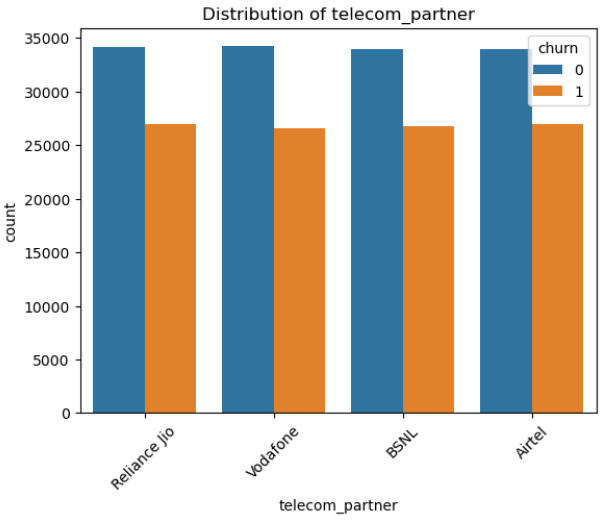 Distribution of telecom_partner
churn
0
1
35000
30000
25000
20000
15000
10000
5000
0
count
Reliance Jio
Vodafone
BSNL
Airtel
telecom_partner